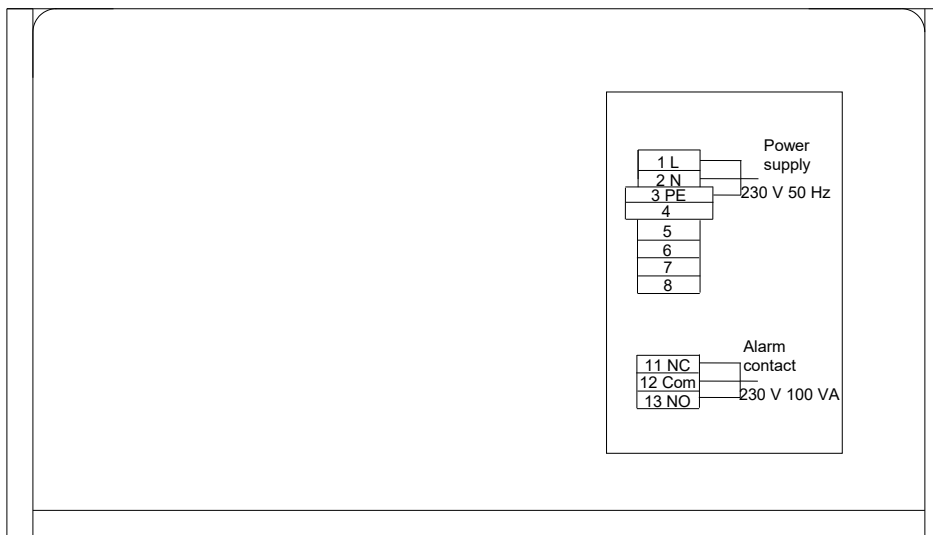 Power
supply
1 L
2 N
3 PE
230 V 50 Hz
4
5
6
7
8
Alarm
contact
11 NC
12 Com
13 NO
230 V 100 VA